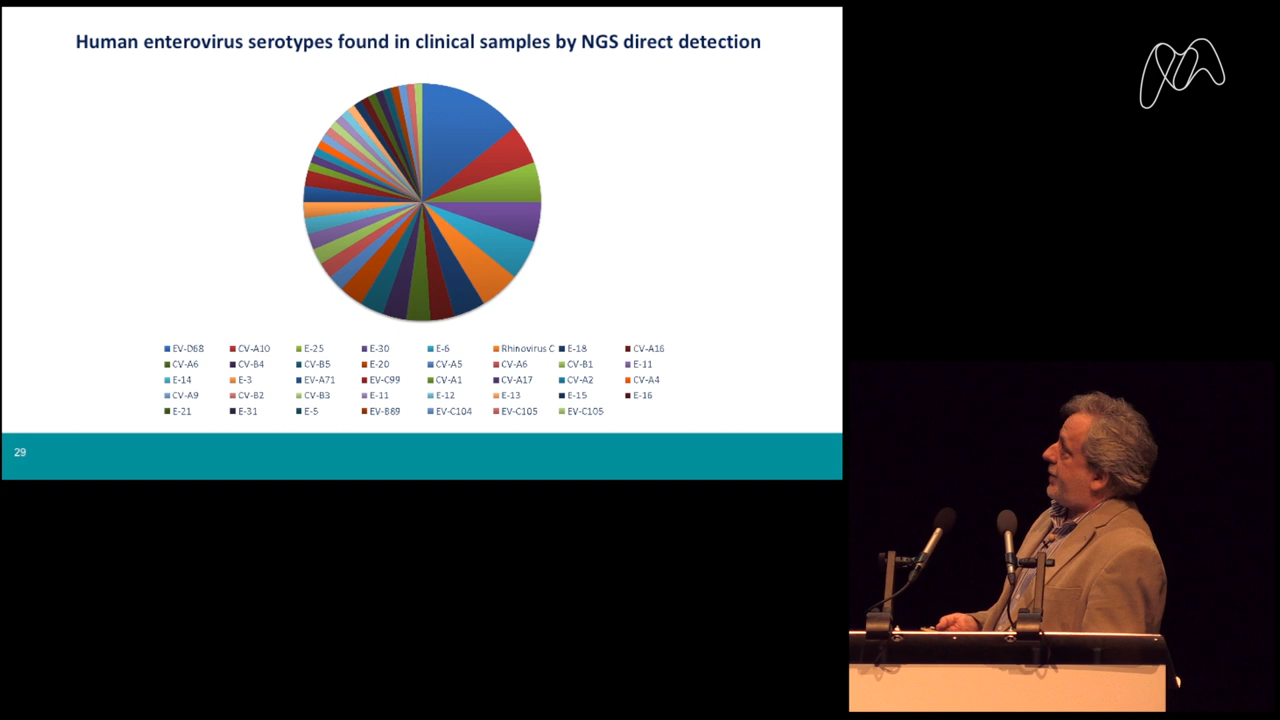 Human enterovirus serotypes found in clinical samples by NGS direct detection
EV-D68 CV-A10 E-25 E-30 E-6 Rhinovirus C E-18 CV-A16
CV-A6 CV-B4 CV-B5 E-20 CV-A5 CV-A6 CV-B1 E-11
E-14 E-3 EV-A71 EV-C99 CV-A1 CV-A17 CV-A2 CV-A4
CV-A9 CV-B2 CV-B3 E-11 E-12 E-13 E-15 E-16
E-21 E-31 E-5 EV-B69 EV-C104 EV-C105 EV-C105
29